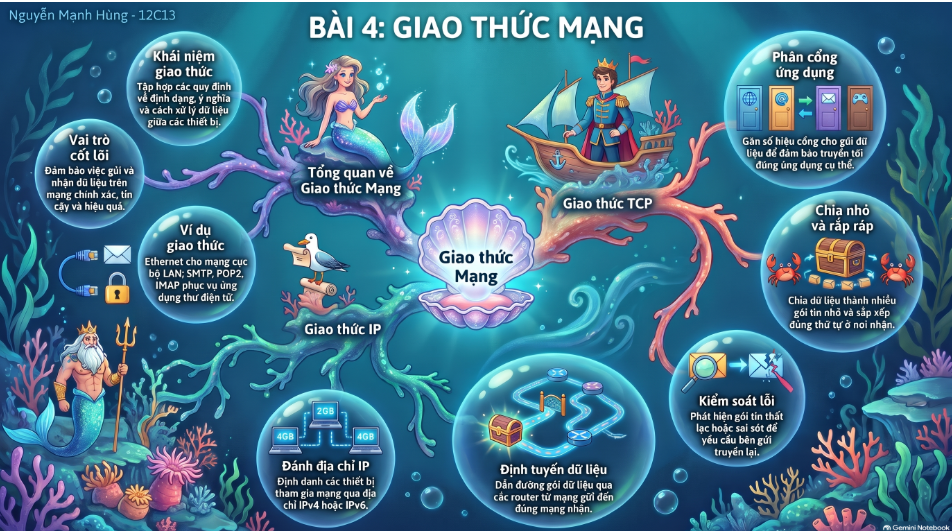 Nguyễn Mạnh Hùng - 12C13
BÀI 4: GIAO THỨC MẠNG
Khái niệm
giao thức
Tập hợp các quy định
về định dạng, ý nghĩa
và cách xử lý dữ liệu
giữa các thiết bị.
Vai trò
cốt lõi
Đảm bảo việc gửi và
nhận dữ liệu trên
mạng chính xác, tin
cậy và hiệu quả.
Ví dụ
giao thức
Ethernet cho mạng cục
bộ LAN; SMTP, POP2,
IMAP phục vụ ứng
dụng thư điện tử.
Tổng quan về
Giao thức Mạng
Giao thức
Mạng
Giao thức IP
2GB
4GB
4GB
Đánh địa chỉ IP
Định danh các thiết bị
tham gia mạng qua địa
chỉ IPv4 hoặc IPv6.
Định tuyến dữ liệu
Dẫn đường gói dữ liệu qua
các router từ mạng gửi đến
đúng mạng nhận.
Giao thức TCP
Phân cổng
ứng dụng
Gắn số hiệu cổng cho gửi dữ
liệu để đảm bảo truyền tối
đúng ứng dụng cụ thể.
Chia nhỏ
và rắp ráp
Chia dữ liệu thành nhiều
gói tin nhỏ và sắp xếp
đúng thứ tự ở noi nhận.
Kiểm soát lỗi
Phát hiện gói tin thất
lạc hoặc sai sót để
yêu cầu bên gửi
truyền lại.
Gemini Notebook